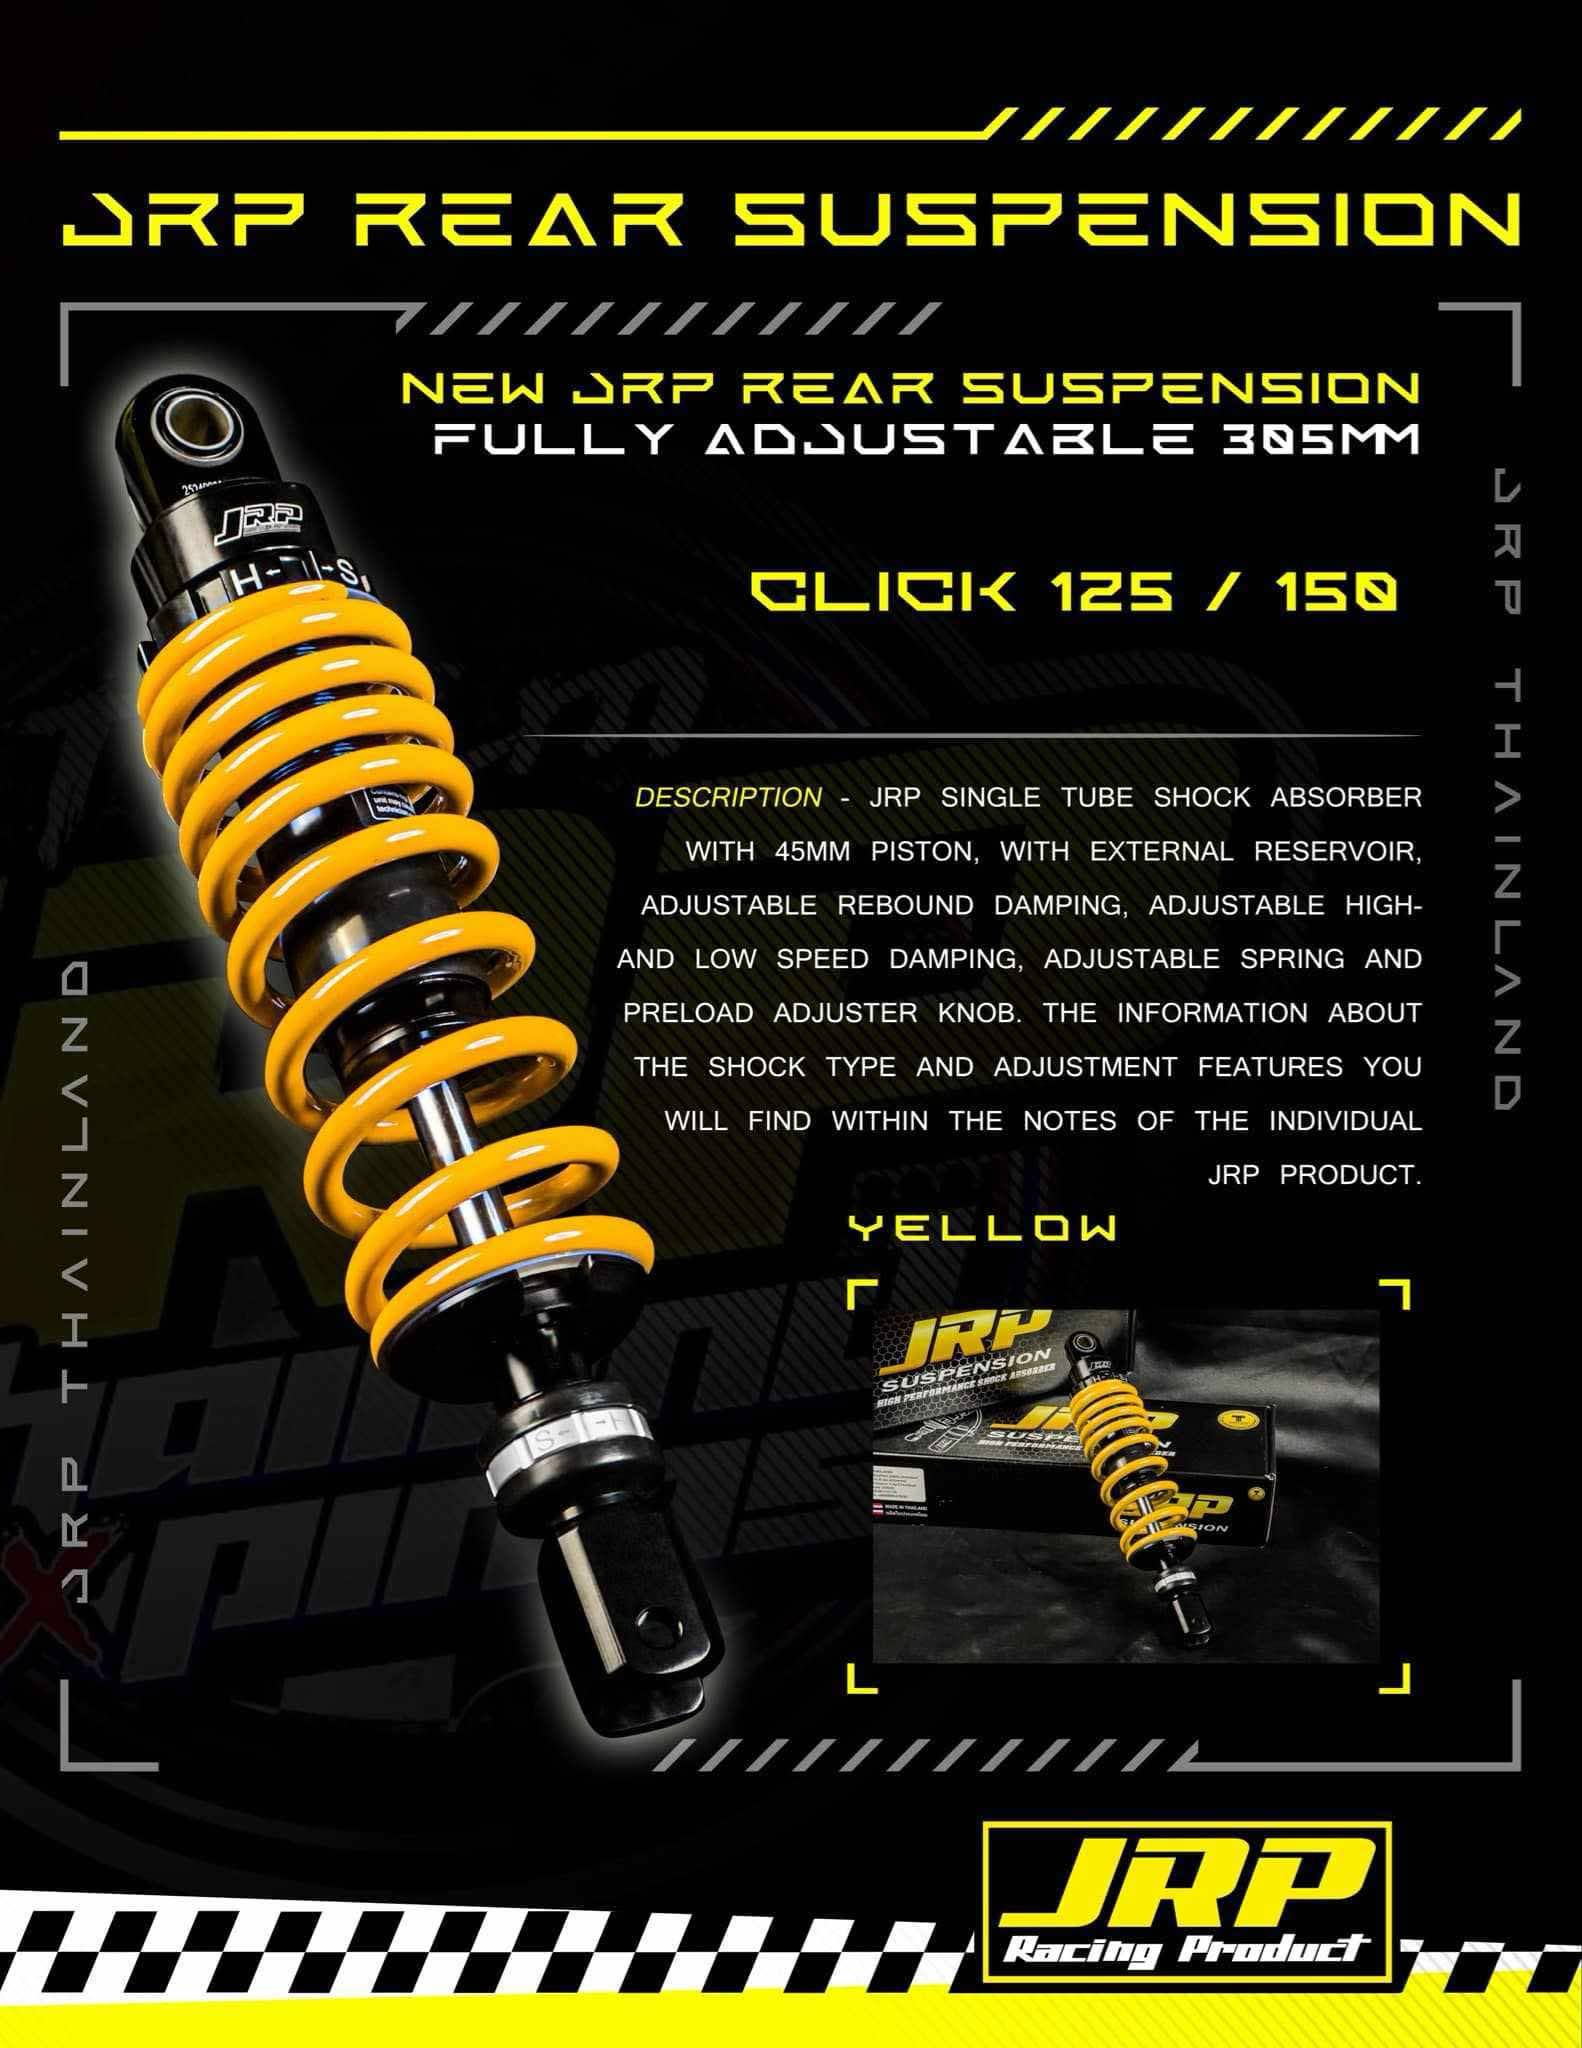 JRP REAR SUSPENSION
NEW JRP REAR SUSPENSION
FULLY ADJUSTABLE 305MM
CLICK 125 / 150
JRP
H← →S
DESCRIPTION - JRP SINGLE TUBE SHOCK ABSORBER
WITH 45MM PISTON, WITH EXTERNAL RESERVOIR,
ADJUSTABLE REBOUND DAMPING, ADJUSTABLE HIGH-
AND LOW SPEED DAMPING, ADJUSTABLE SPRING AND
PRELOAD ADJUSTER KNOB. THE INFORMATION ABOUT
THE SHOCK TYPE AND ADJUSTMENT FEATURES YOU
WILL FIND WITHIN THE NOTES OF THE INDIVIDUAL
JRP PRODUCT.
JRP THAINLAND
JRP THAINLAND
S← →H
YELLOW
JRP
SUSPENSION
HIGH PERFORMANCE SHOCK ABSORBER
JRP
HIGH PERFORMANCE
MADE IN THAILAND
JRP
JRP
Racing Product